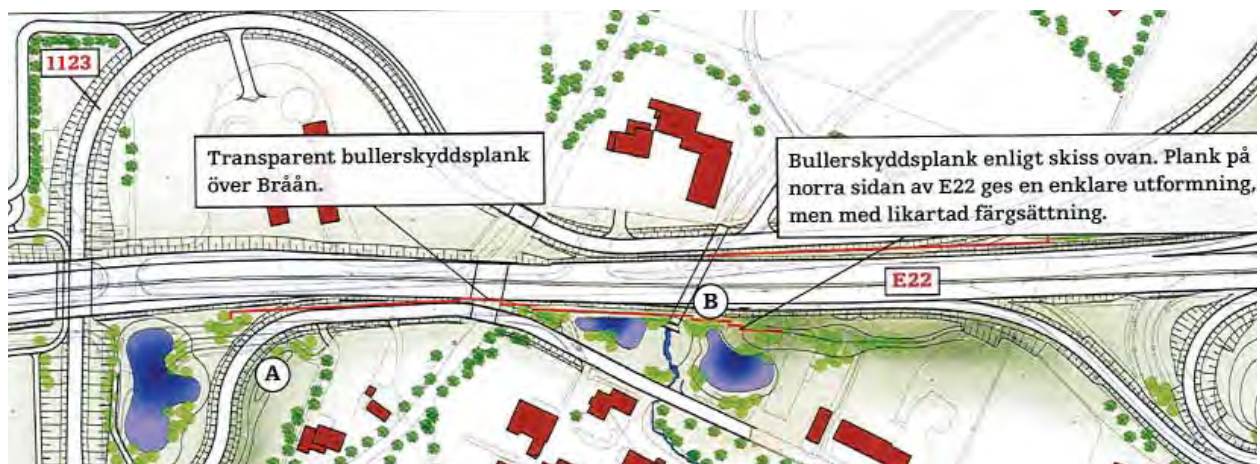 1123
Transparent bullerskyddsplank
över Bråån.
Bullerskyddsplank enligt skiss ovan. Plank på
norra sidan av E22 ges en enklare utformning,
men med likartad färgsättning.
E22
B
A